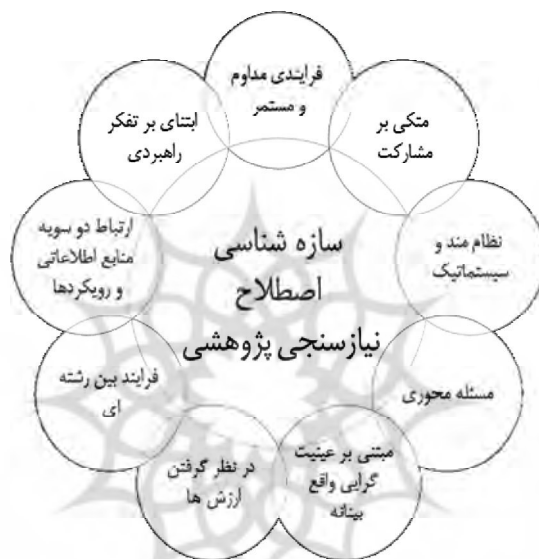 فرایندی مداوم
و مستمر
متکی بر
مشارکت
نظام مند و
سیستماتیک
مسئله محوری
مبتنی بر عینیت
گرایی واقع
بینانه
در نظر گرفتن
ارزش ها
فرایند بین رشته
ای
ارتباط دو سویه
منابع اطلاعاتی
و رویکردها
ابتنای بر تفکر
راهبردی
سازه شناسی
اصطلاح
نیازسنجی پژوهشی